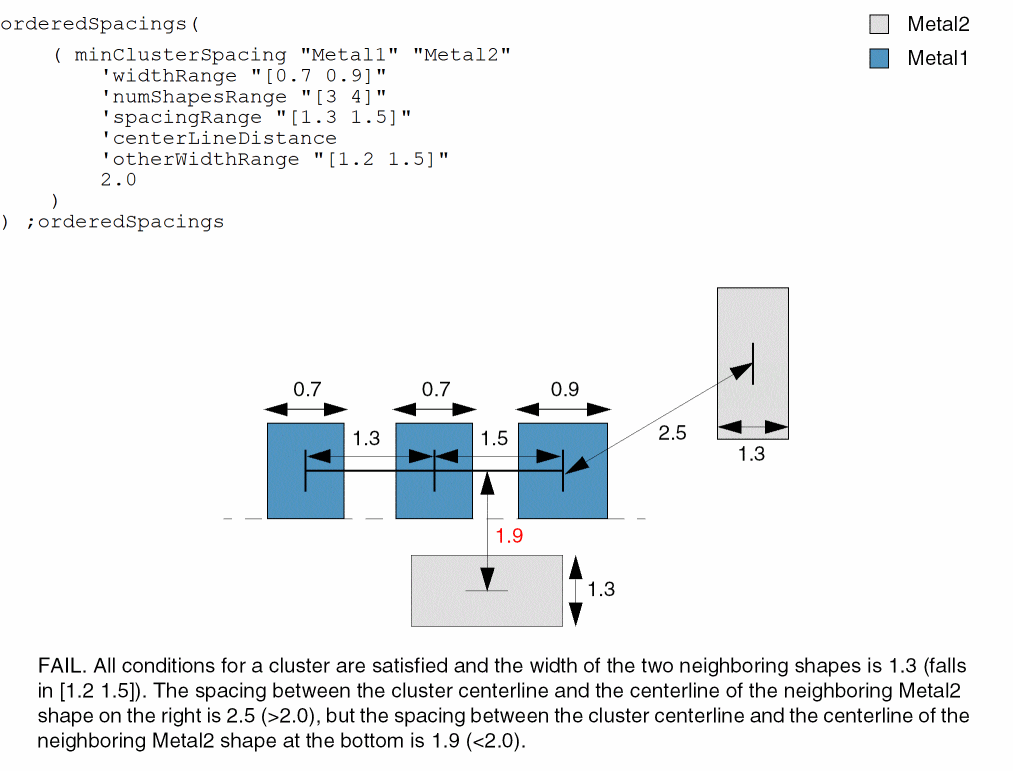 orderedSpacings(
( minClusterSpacing "Metal1" "Metal2"
'widthRange "[0.7 0.9]"
'numShapesRange "[3 4]"
'spacingRange "[1.3 1.5]"
'centerLineDistance
'otherWidthRange "[1.2 1.5]"
2.0
)
) ;orderedSpacings
Metal2
Metal1
0.7
0.7
0.9
1.3
1.5
2.5
1.3
1.9
1.3
FAIL. All conditions for a cluster are satisfied and the width of the two neighboring shapes is 1.3 (falls
in [1.2 1.5]). The spacing between the cluster centerline and the centerline of the neighboring Metal2
shape on the right is 2.5 (>2.0), but the spacing between the cluster centerline and the centerline of the
neighboring Metal2 shape at the bottom is 1.9 (<2.0).